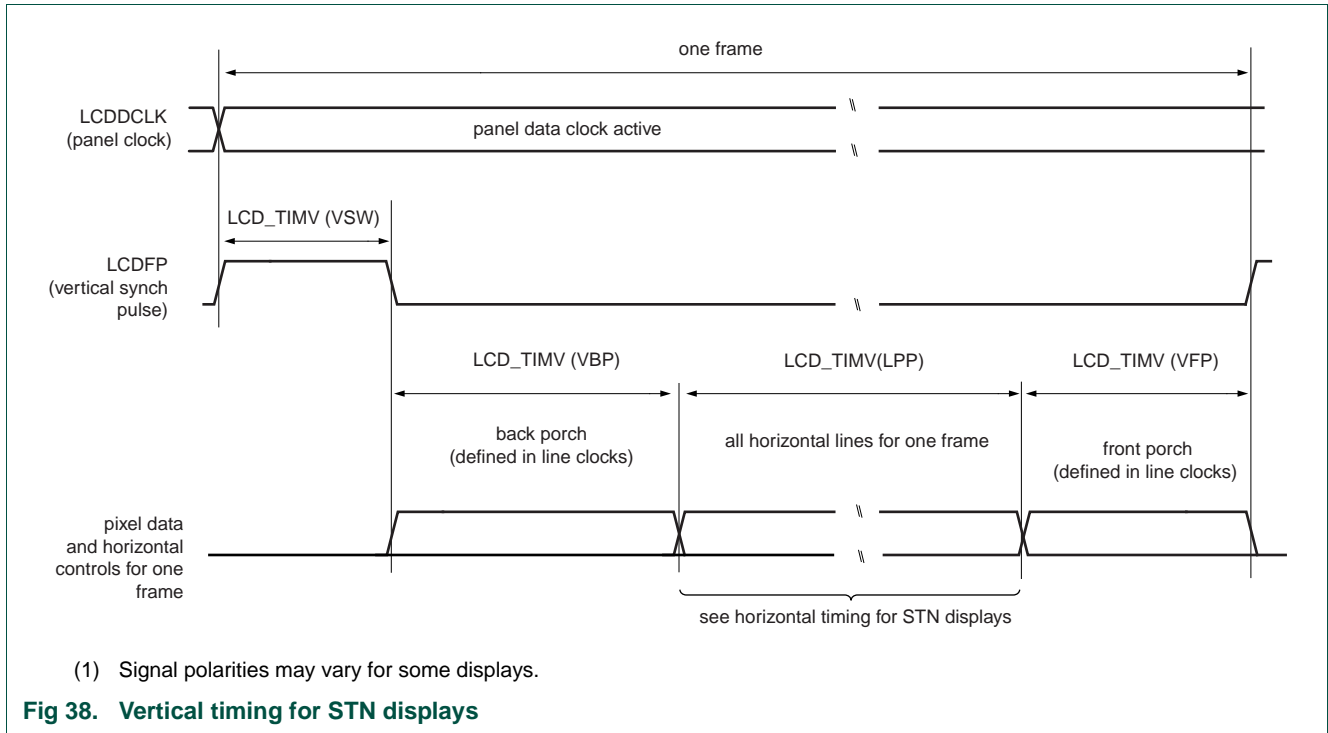 one frame
LCDDCLK
(panel clock)
panel data clock active
LCD_TIMV (VSW)
LCDFP
(vertical synch
pulse)
LCD_TIMV (VBP)
LCD_TIMV(LPP)
LCD_TIMV (VFP)
back porch
(defined in line clocks)
all horizontal lines for one frame
front porch
(defined in line clocks)
pixel data
and horizontal
controls for one
frame
see horizontal timing for STN displays
(1) Signal polarities may vary for some displays.
Fig 38. Vertical timing for STN displays